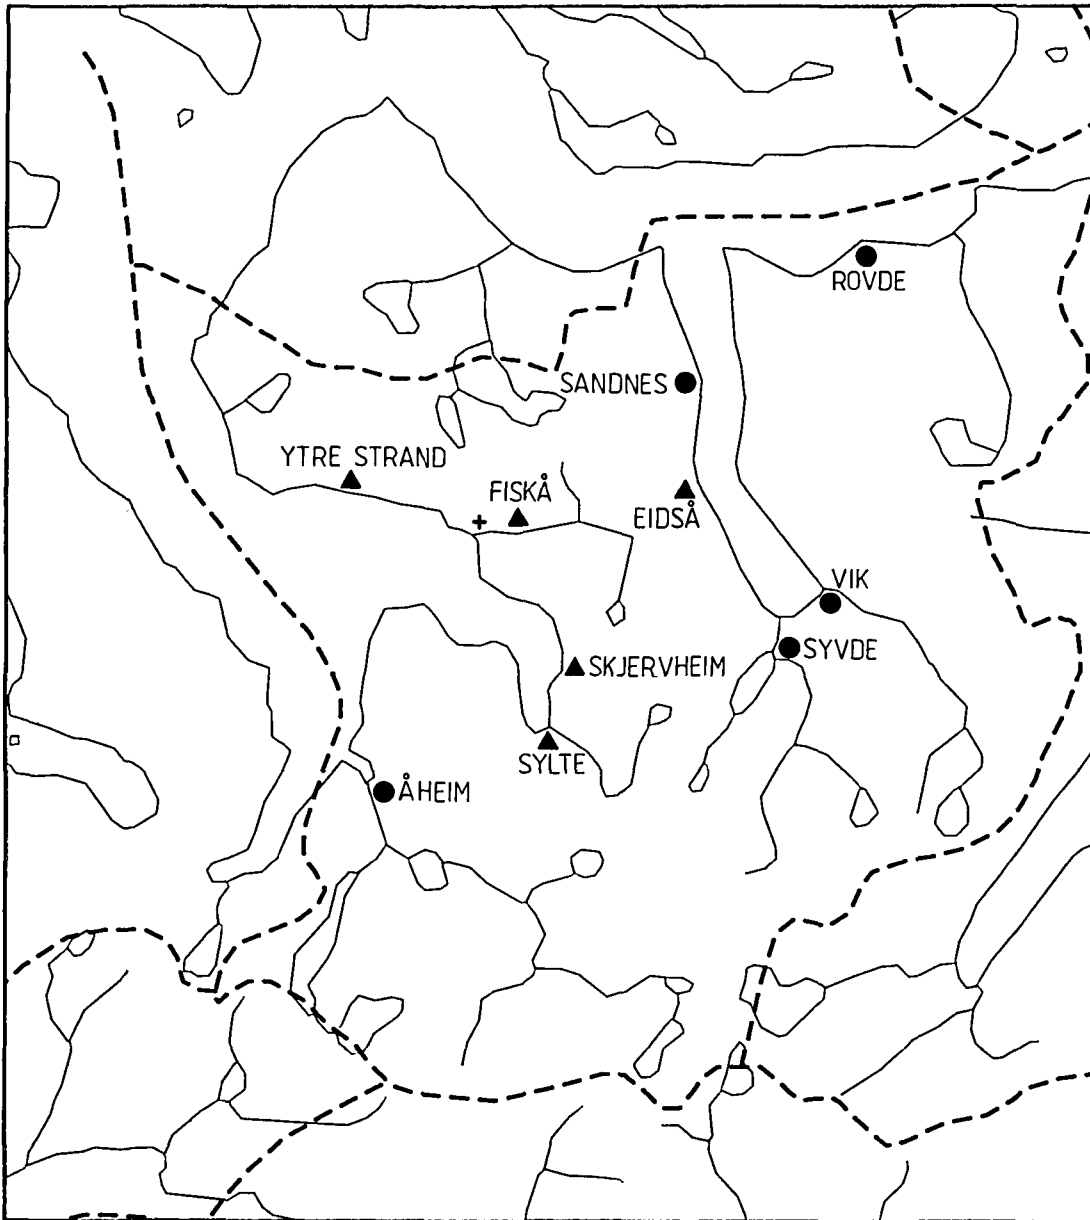 ROVDE
SANDNES
YTRE STRAND
FISKÅ
EIDSÅ
VIK
SYVDE
SKJERVHEIM
SYLTE
ÅHEIM